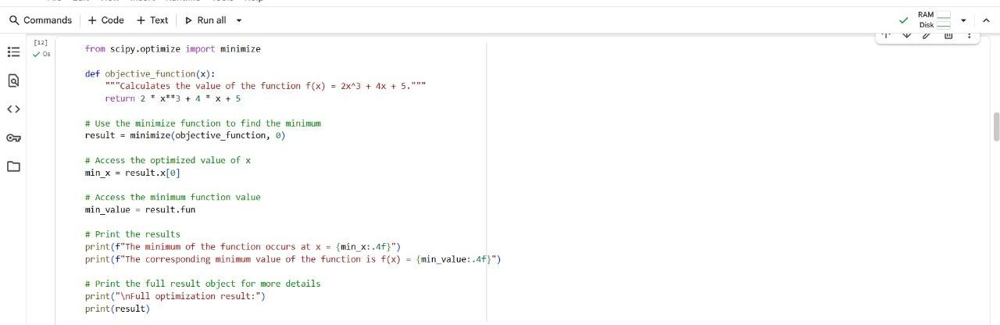 Commands + Code + Text Run all
RAM
Disk
[12]
0s
from scipy.optimize import minimize
def objective_function(x):
"""Calculates the value of the function f(x) = 2x^3 + 4x + 5."""
return 2 * x**3 + 4 * x + 5
# Use the minimize function to find the minimum
result = minimize(objective_function, 0)
# Access the optimized value of x
min_x = result.x[0]
# Access the minimum function value
min_value = result.fun
# Print the results
print(f"The minimum of the function occurs at x = {min_x:.4f}")
print(f"The corresponding minimum value of the function is f(x) = {min_value:.4f}")
# Print the full result object for more details
print("\nFull optimization result:")
print(result)